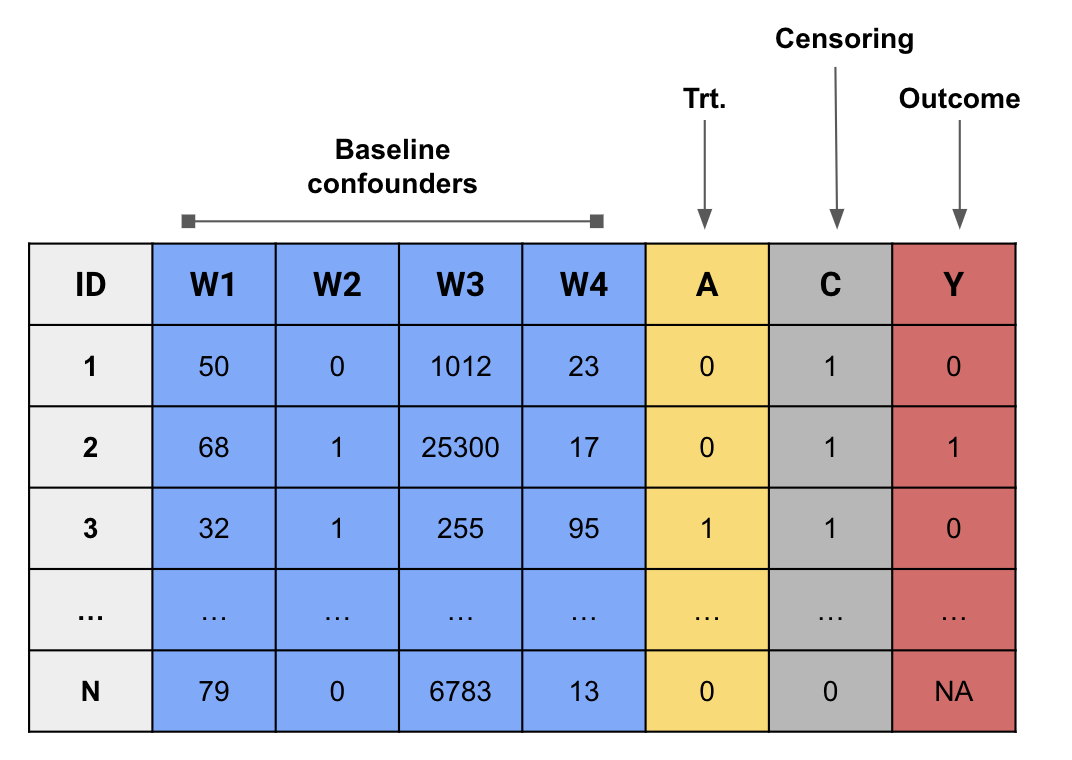 Censoring
Trt.
Outcome
Baseline
confounders
ID W1 W2 W3 W4 A C Y
1 50 0 1012 23 0 1 0
2 68 1 25300 17 0 1 1
3 32 1 255 95 1 1 0
… … … … … … … …
N 79 0 6783 13 0 0 NA